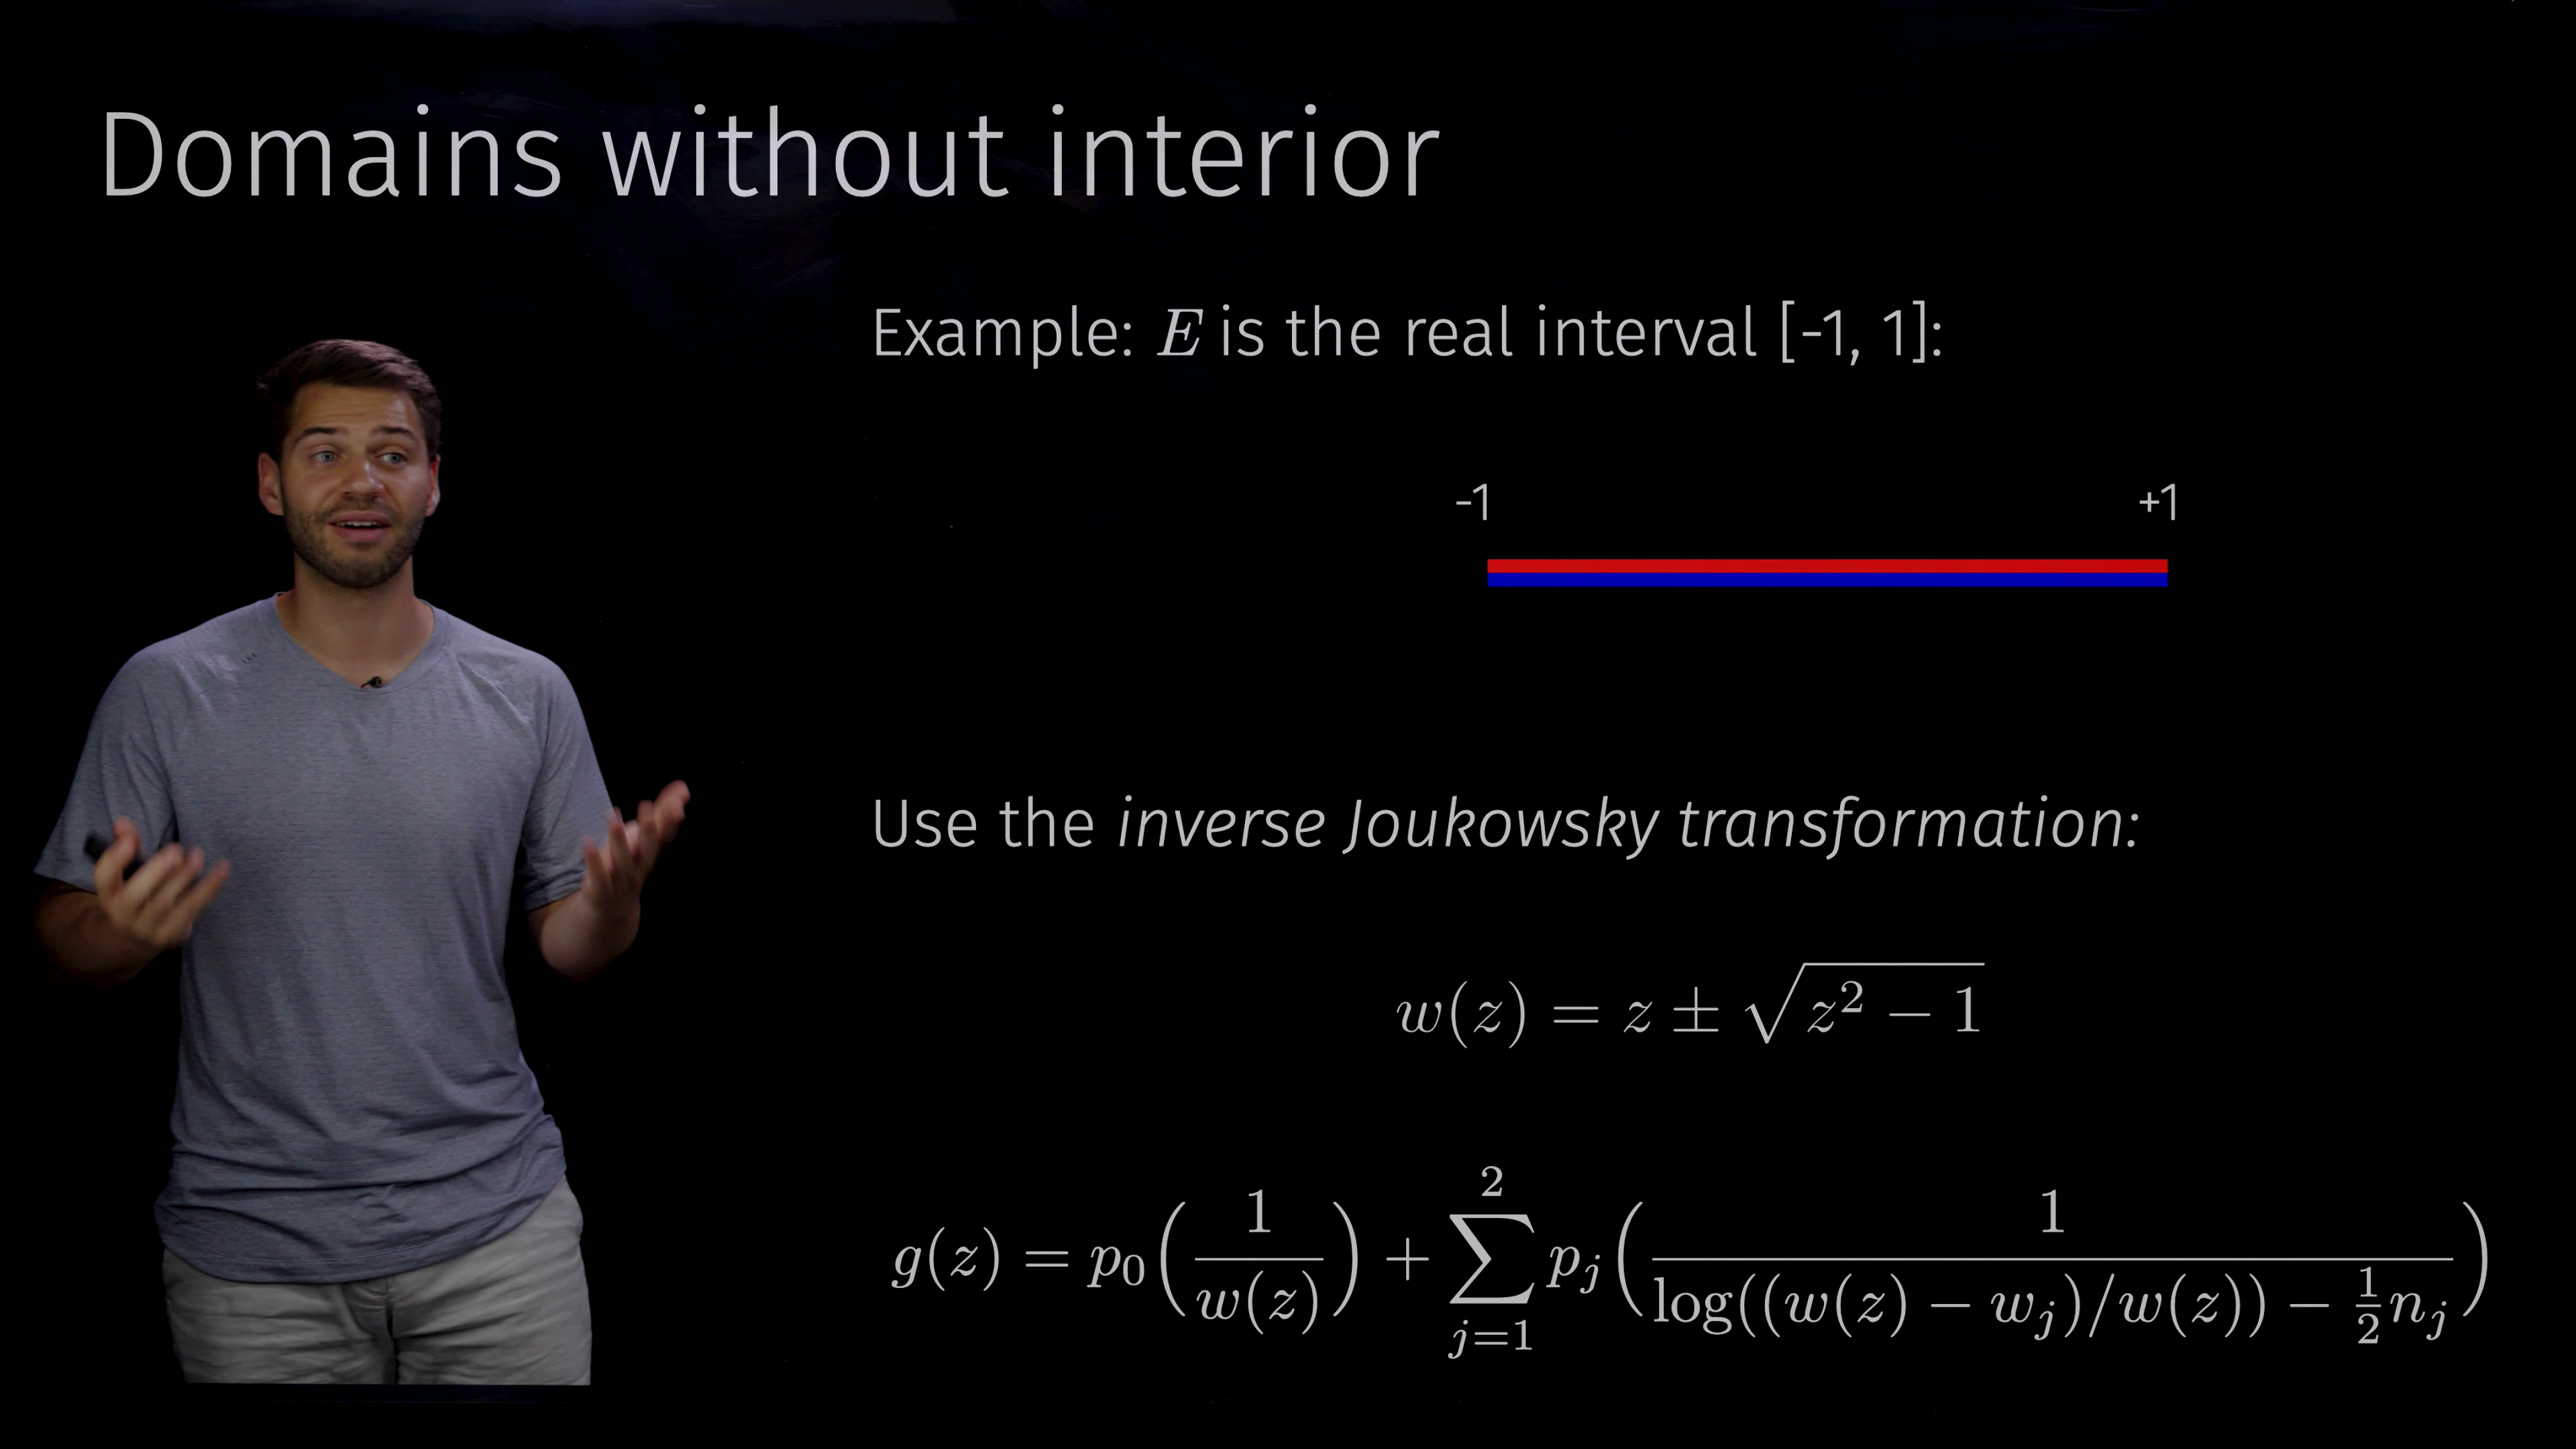 Domains without interior
Example: E is the real interval [-1, 1]:
-1 +1
Use the inverse Joukowsky transformation:
w(z) = z ± √(z² − 1)
g(z) = p₀(1/w(z)) + ∑_{j=1}^{2} p_j(1/(log((w(z) − w_j)/w(z)) − ½n_j))